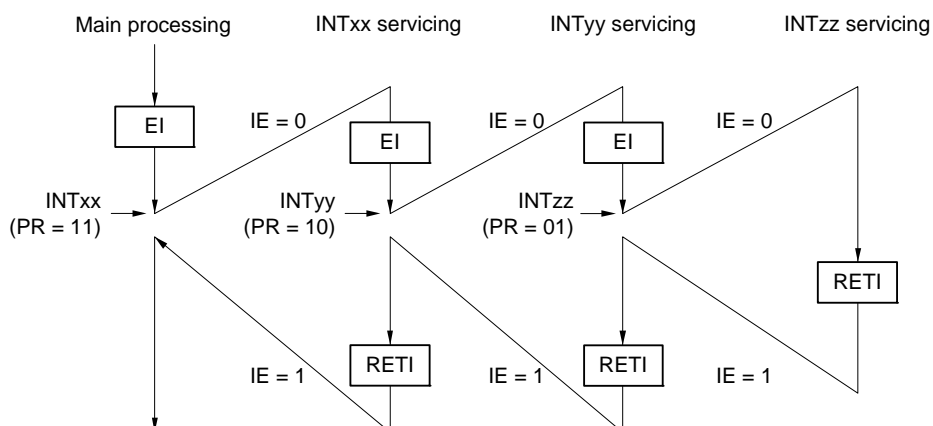 Main processing
INTxx servicing
INTyy servicing
INTzz servicing
EI
IE = 0
EI
IE = 0
EI
IE = 0
INTxx
(PR = 11)
INTyy
(PR = 10)
INTzz
(PR = 01)
RETI
IE = 1
RETI
IE = 1
RETI
IE = 1